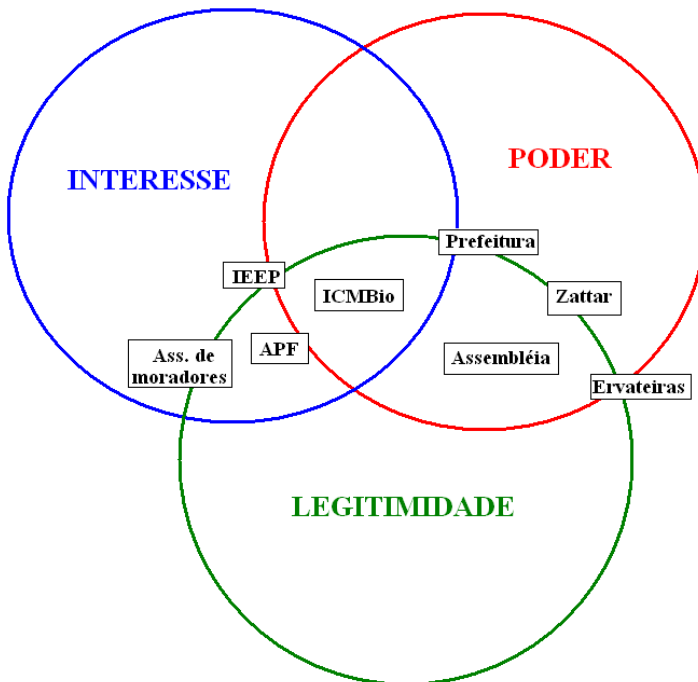 PODER
INTERESSE
Prefeitura
IEEP
ICMBio
Zattar
Ass. de
moradores
APF
Assembléia
Ervateiras
LEGITIMIDADE